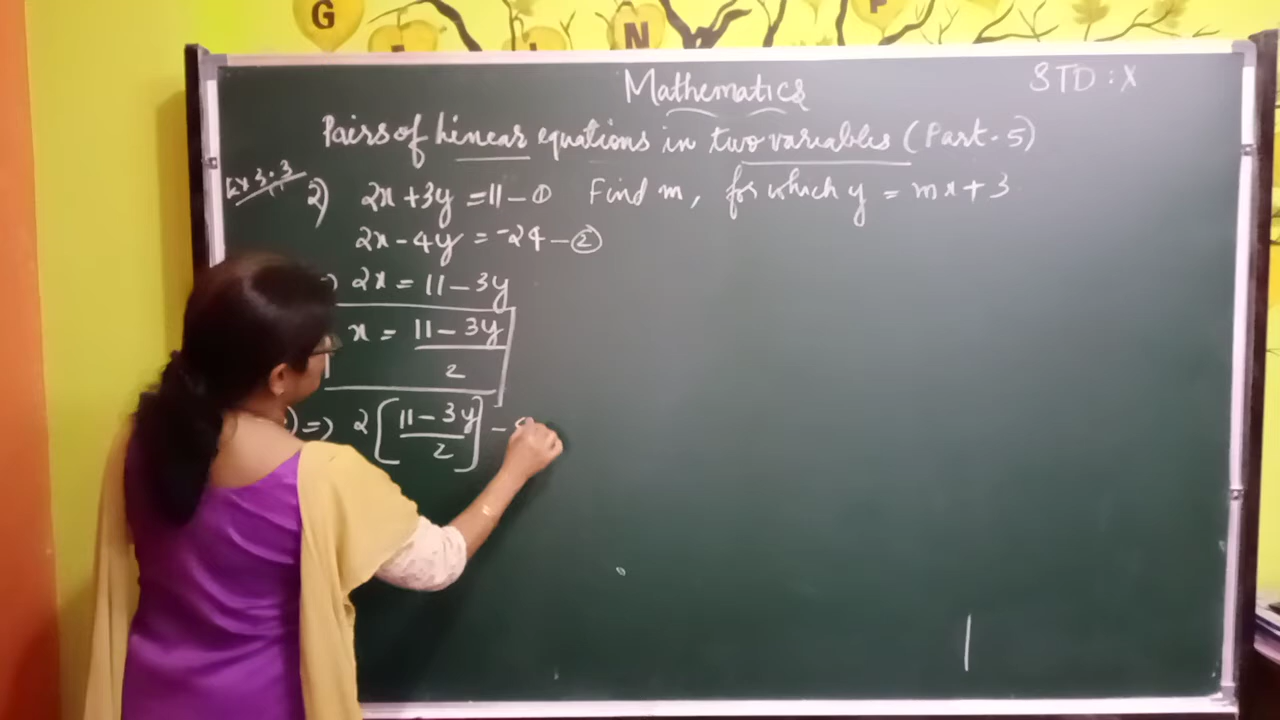 G
I
N
P
Mathematics
STD : X
Pairs of Linear equations in two variables (Part-5)
Ex 3.3
2) 2x + 3y = 11 - ① Find m, for which y = mx + 3
2x - 4y = -24 - ②
⇒ 2x = 11 - 3y
x = 11 - 3y
2
) ⇒ 2 [ 11 - 3y ] -
2